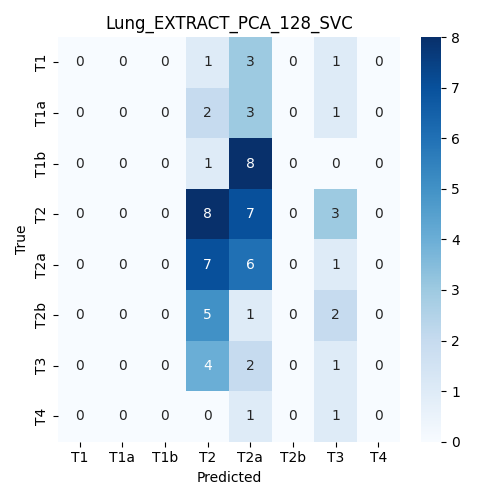 Lung_EXTRACT_PCA_128_SVC
T1 0 0 0 1 3 0 1 0 
T1a 0 0 0 2 3 0 1 0
T1b 0 0 0 1 8 0 0 0
T2 0 0 0 8 7 0 3 0
T2a 0 0 0 7 6 0 1 0
T2b 0 0 0 5 1 0 2 0
T3 0 0 0 4 2 0 1 0
T4 0 0 0 0 1 0 1 0
T1 T1a T1b T2 T2a T2b T3 T4
Predicted
True
8
7
6
5
4
3
2
1
0